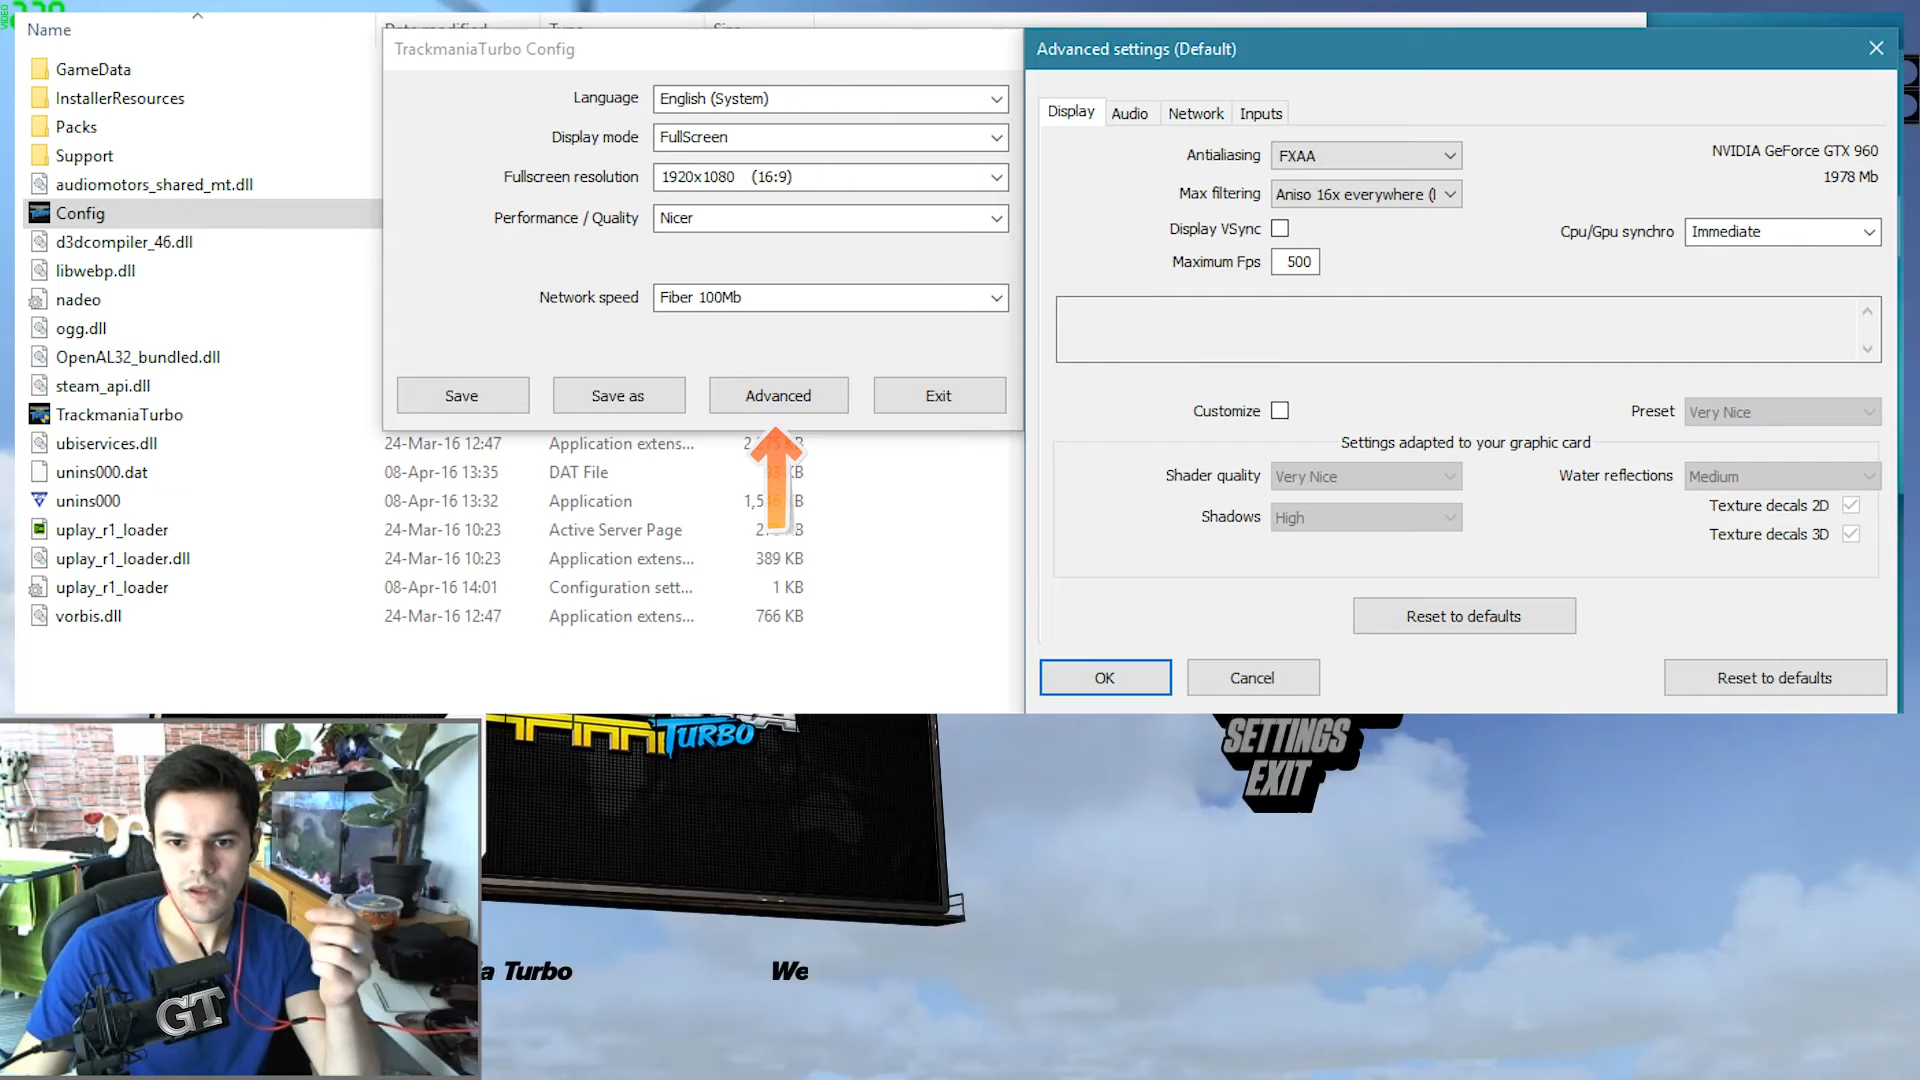 VIDEO
Name
Date modified
Type
Size
GameData
InstallerResources
Packs
Support
audiomotors_shared_mt.dll
Config
d3dcompiler_46.dll
libwebp.dll
nadeo
ogg.dll
OpenAL32_bundled.dll
steam_api.dll
TrackmaniaTurbo
ubiservices.dll 24-Mar-16 12:47 Application extens...
unins000.dat 08-Apr-16 13:35 DAT File
unins000 08-Apr-16 13:32 Application
uplay_r1_loader 24-Mar-16 10:23 Active Server Page
uplay_r1_loader.dll 24-Mar-16 10:23 Application extens... 389 KB
uplay_r1_loader 08-Apr-16 14:01 Configuration sett... 1 KB
vorbis.dll 24-Mar-16 12:47 Application extens... 766 KB
TrackmaniaTurbo Config
Language English (System)
Display mode FullScreen
Fullscreen resolution 1920x1080 (16:9)
Performance / Quality Nicer
Network speed Fiber 100Mb
Save Save as Advanced Exit
Advanced settings (Default)
Display Audio Network Inputs
Antialiasing FXAA
NVIDIA GeForce GTX 960
1978 Mb
Max filtering Aniso 16x everywhere (
Display VSync
Cpu/Gpu synchro Immediate
Maximum Fps 500
Customize
Preset Very Nice
Settings adapted to your graphic card
Shader quality Very Nice
Water reflections Medium
Texture decals 2D
Shadows High
Texture decals 3D
Reset to defaults
OK Cancel Reset to defaults
TURBO
SETTINGS
EXIT
a Turbo We
GT